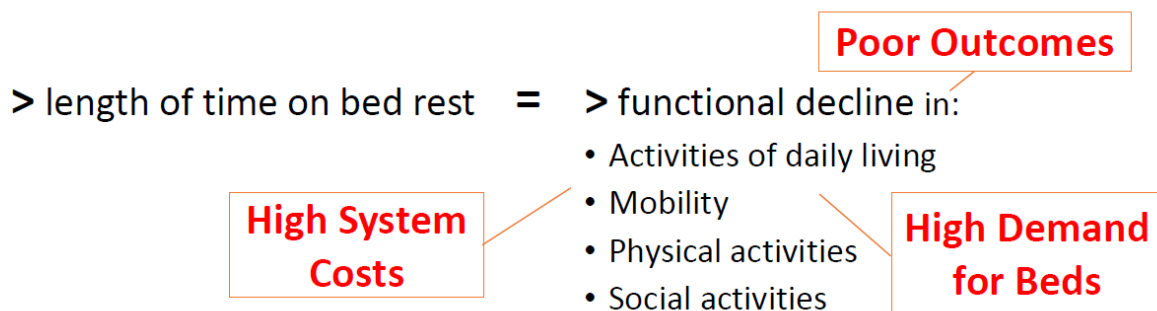 Poor Outcomes
> length of time on bed rest = > functional decline in:
• Activities of daily living
• Mobility
• Physical activities
• Social activities
High System
Costs
High Demand
for Beds